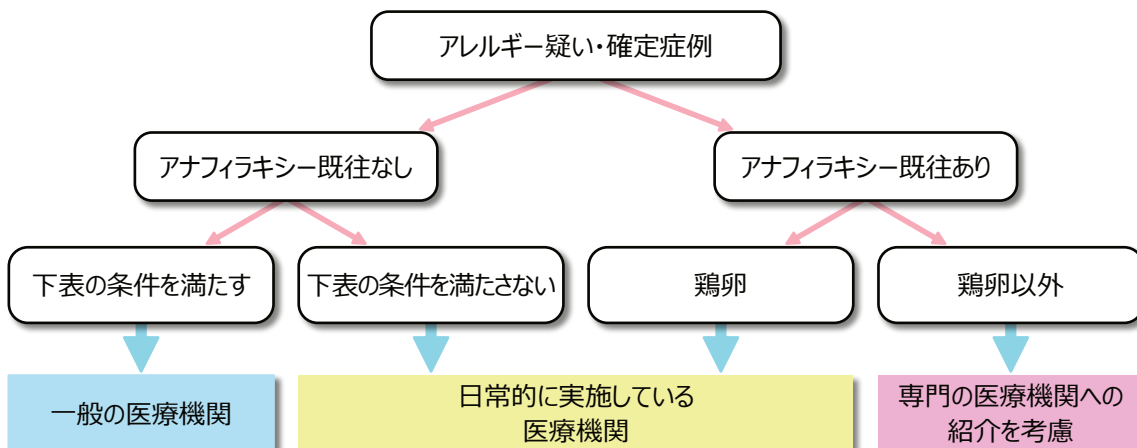 アレルギー疑い・確定症例
アナフィラキシー既往なし
アナフィラキシー既往あり
下表の条件を満たす
下表の条件を満たさない
鶏卵
鶏卵以外
一般の医療機関
日常的に実施している
医療機関
専門の医療機関への
紹介を考慮